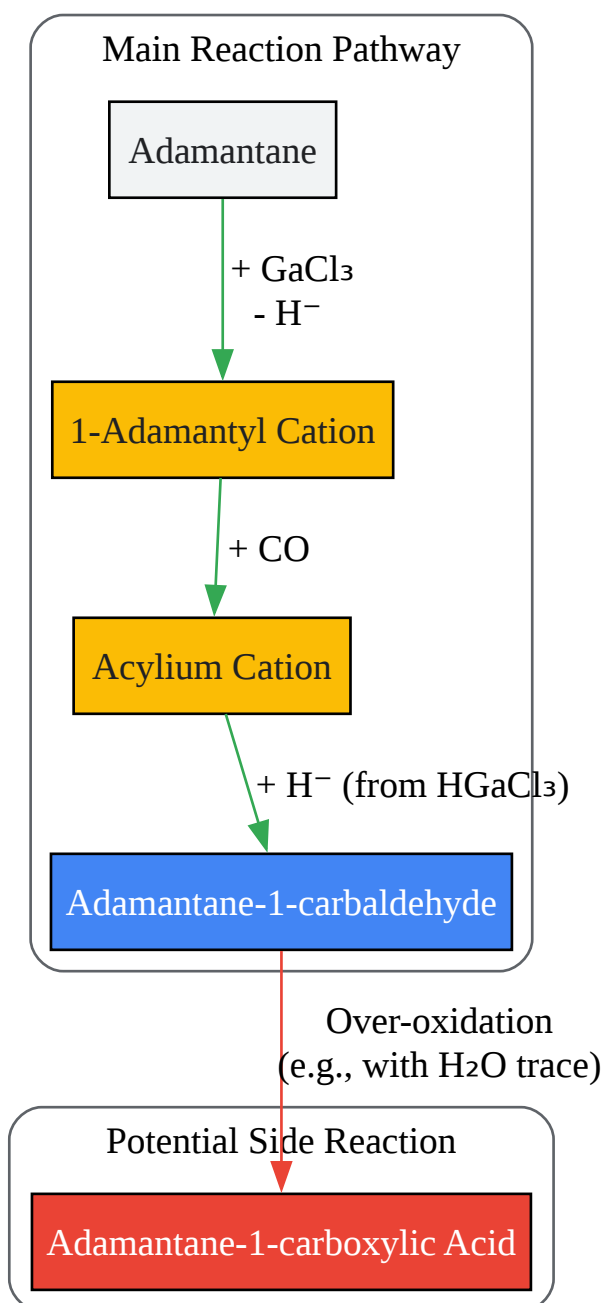 Main Reaction Pathway
Adamantane
+ GaCl₃
- H⁻
1-Adamantyl Cation
+ CO
Acylium Cation
+ H⁻ (from HGaCl₃)
Adamantane-1-carbaldehyde
Over-oxidation
(e.g., with H₂O trace)
Potential Side Reaction
Adamantane-1-carboxylic Acid